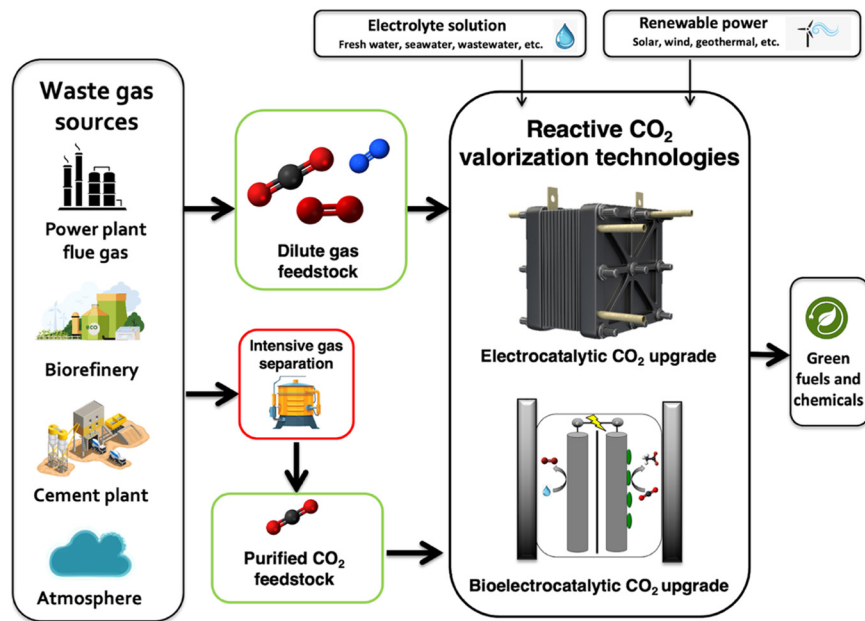 Electrolyte solution
Fresh water, seawater, wastewater, etc.
Renewable power
Solar, wind, geothermal, etc.
Waste gas
sources
Power plant
flue gas
Biorefinery
Cement plant
Atmosphere
Dilute gas
feedstock
Intensive gas
separation
Purified CO₂
feedstock
Reactive CO₂
valorization technologies
Electrocatalytic CO₂ upgrade
Bioelectrocatalytic CO₂ upgrade
Green
fuels and
chemicals
eco